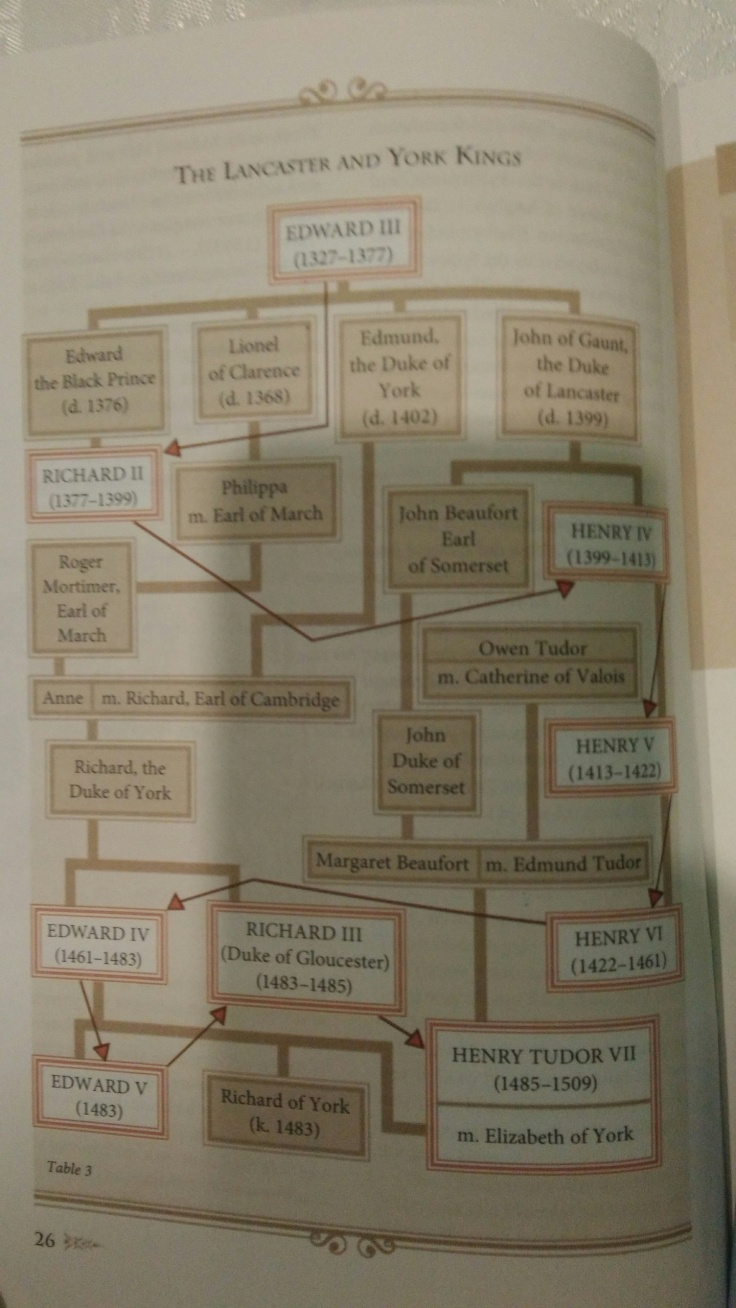 THE LANCASTER AND YORK KINGS
EDWARD III
(1327–1377)
Edward
the Black Prince
(d. 1376)
Lionel
of Clarence
(d. 1368)
Edmund,
the Duke of
York
(d. 1402)
John of Gaunt,
the Duke
of Lancaster
(d. 1399)
RICHARD II
(1377–1399)
Philippa
m. Earl of March
John Beaufort
Earl
of Somerset
HENRY IV
(1399–1413)
Roger
Mortimer,
Earl of
March
Owen Tudor
m. Catherine of Valois
Anne m. Richard, Earl of Cambridge
John
Duke of
Somerset
HENRY V
(1413–1422)
Richard, the
Duke of York
Margaret Beaufort m. Edmund Tudor
EDWARD IV
(1461–1483)
RICHARD III
(Duke of Gloucester)
(1483–1485)
HENRY VI
(1422–1461)
EDWARD V
(1483)
Richard of York
(k. 1483)
HENRY TUDOR VII
(1485–1509)
m. Elizabeth of York
Table 3
26